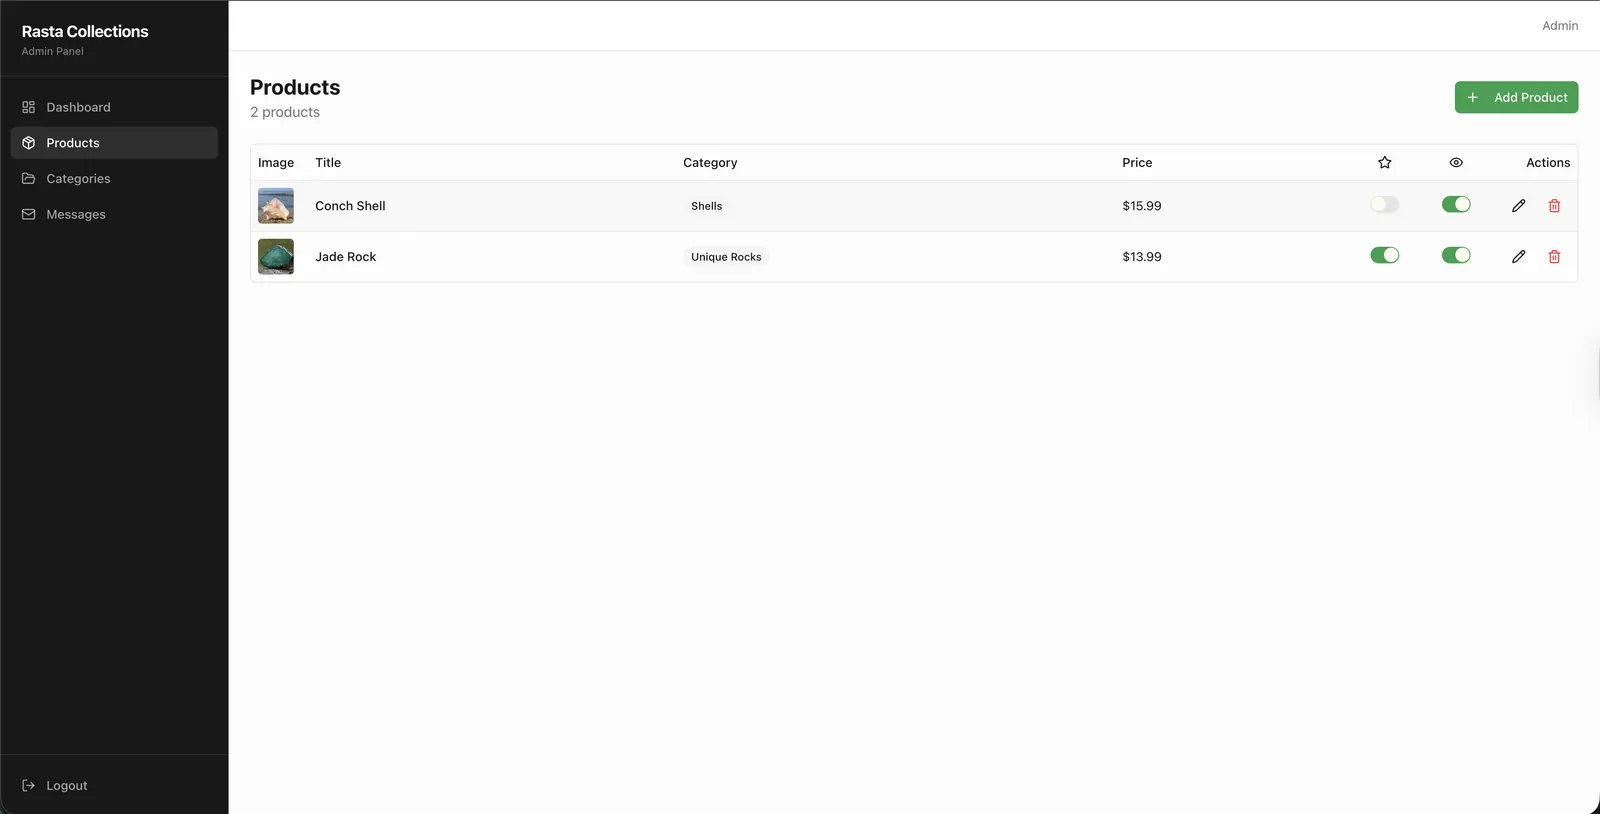 Rasta Collections
Admin Panel
Dashboard
Products
Categories
Messages
Logout
Admin
Products
2 products
Add Product
Image Title Category Price Actions
Conch Shell Shells $15.99
Jade Rock Unique Rocks $13.99